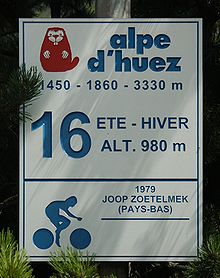 alpe
d'huez
1450 - 1860 - 3330 m
16
ETE - HIVER
ALT. 980 m
1979
JOOP ZOETELMEK
(PAYS-BAS)